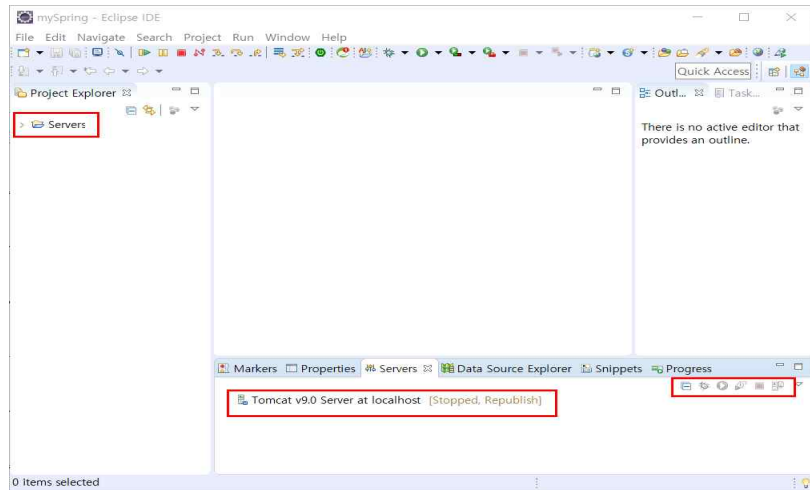 mySpring - Eclipse IDE
File Edit Navigate Search Project Run Window Help
Quick Access
Project Explorer
Servers
Outl... Task...
There is no active editor that
provides an outline.
Markers Properties Servers Data Source Explorer Snippets Progress
Tomcat v9.0 Server at localhost [Stopped, Republish]
0 items selected